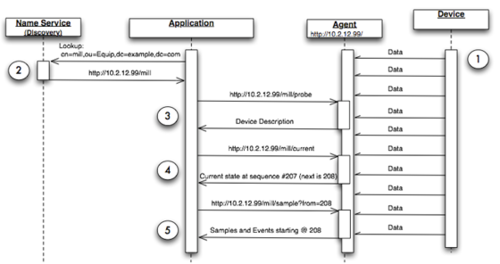 Name Service
(Discovery)
Application
Agent
http://10.2.12.99/
Device
Lookup:
cn=mill,ou=Equip,dc=example,dc=com
http://10.2.12.99/mill
http://10.2.12.99/mill/probe
Device Description
http://10.2.12.99/mill/current
Current state at sequence #207 (next is 208)
http://10.2.12.99/mill/sample?from=208
Samples and Events starting @ 208
Data
Data
Data
Data
Data
Data
Data
Data
Data
Data
Data
1
2
3
4
5